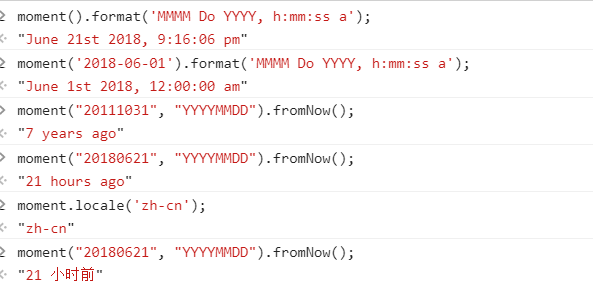 moment().format('MMMM Do YYYY, h:mm:ss a');
"June 21st 2018, 9:16:06 pm"
moment('2018-06-01').format('MMMM Do YYYY, h:mm:ss a');
"June 1st 2018, 12:00:00 am"
moment("20111031", "YYYYMMDD").fromNow();
"7 years ago"
moment("20180621", "YYYYMMDD").fromNow();
"21 hours ago"
moment.locale('zh-cn');
"zh-cn"
moment("20180621", "YYYYMMDD").fromNow();
"21 小时前"